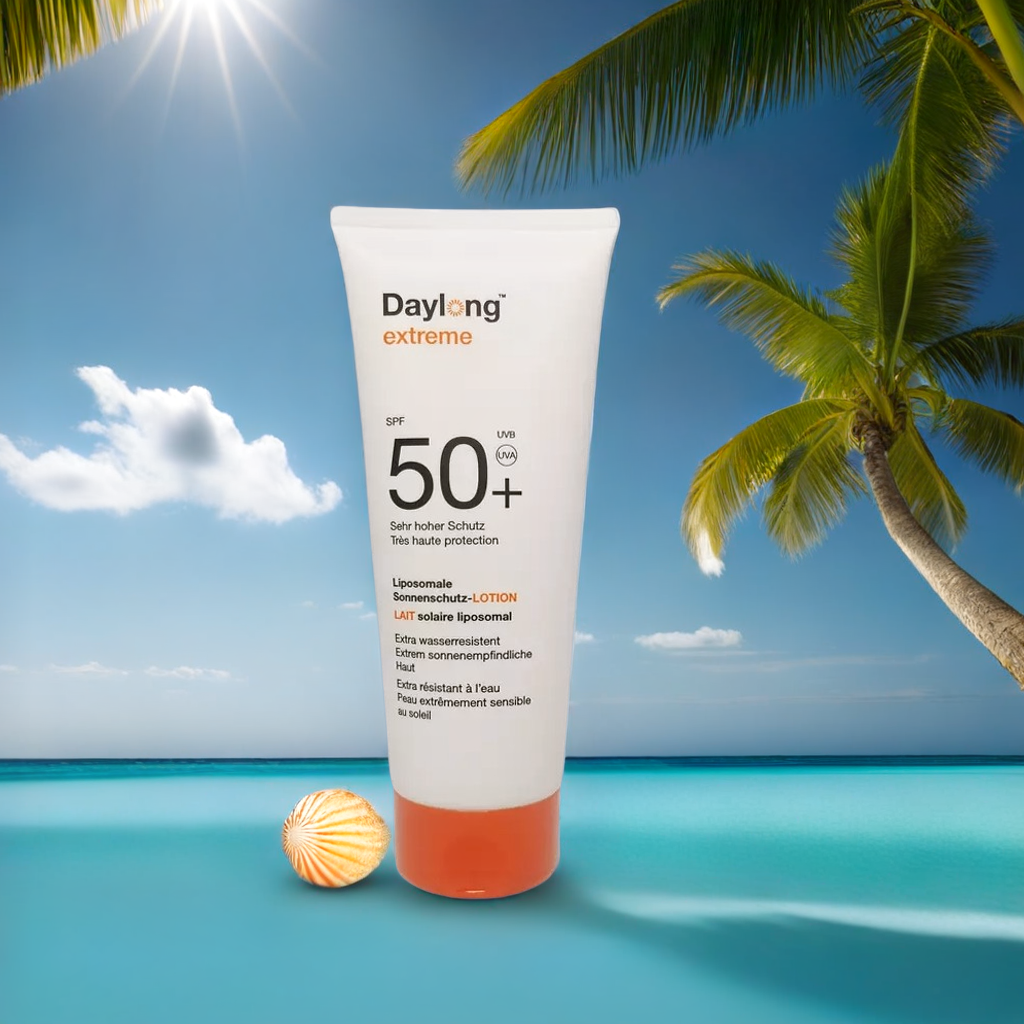 Daylong™
extreme
SPF
50+
UVB
UVA
Sehr hoher Schutz
Très haute protection
Liposomale
Sonnenschutz-LOTION
LAIT solaire liposomal
Extra wasserresistent
Extrem sonnenempfindliche
Haut
Extra résistant à l'eau
Peau extrêmement sensible
au soleil